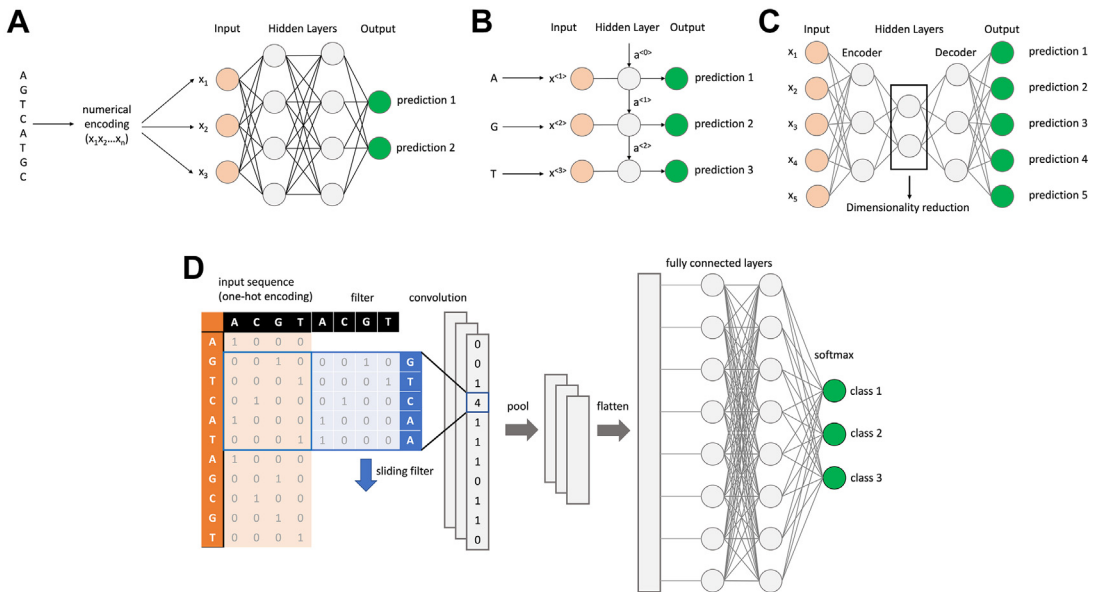 A
Input Hidden Layers Output
A
G
T
C
A
T
G
C
numerical
encoding
(x1x2...xn)
x1
x2
x3
prediction 1
prediction 2
B
Input Hidden Layer Output
a<0>
A x<1> prediction 1
a<1>
G x<2> prediction 2
a<2>
T x<3> prediction 3
C
Input Hidden Layers Output
Encoder Decoder
x1 prediction 1
x2 prediction 2
x3 prediction 3
x4 prediction 4
x5 prediction 5
Dimensionality reduction
D
input sequence
(one-hot encoding)
filter
convolution
A C G T A C G T
A 1 0 0 0
G 0 0 1 0 0 0 1 0 G
T 0 0 0 1 0 0 0 1 T
C 0 1 0 0 0 1 0 0 C
A 1 0 0 0 1 0 0 0 A
T 0 0 0 1 1 0 0 0 A
A 1 0 0 0
G 0 0 1 0
C 0 1 0 0
G 0 0 1 0
T 0 0 0 1
sliding filter
0
0
1
4
1
1
1
0
1
1
0
pool
flatten
fully connected layers
softmax
class 1
class 2
class 3